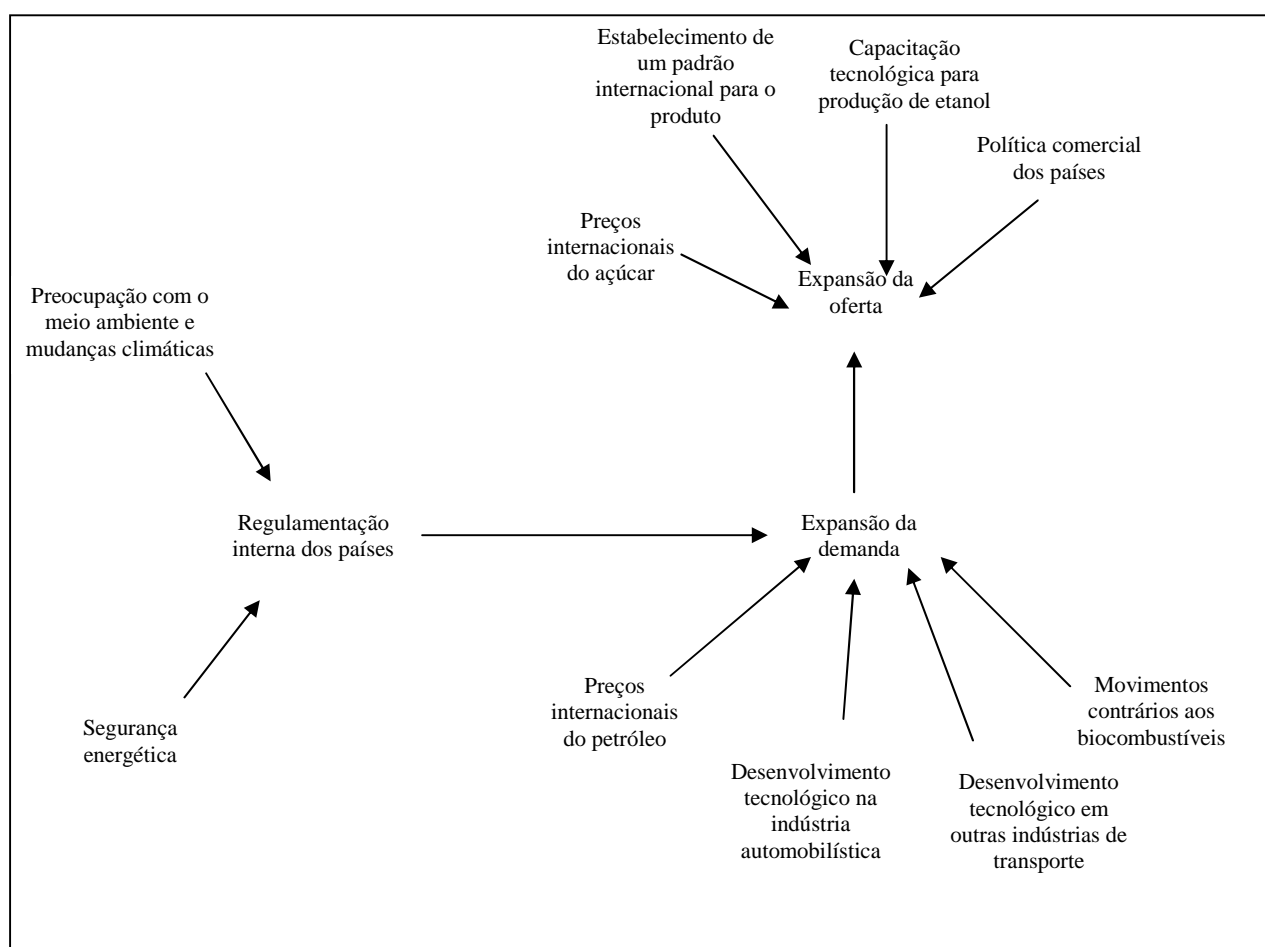 Estabelecimento de
um padrão
internacional para o
produto
Capacitação
tecnológica para
produção de etanol
Política comercial
dos países
Preços
internacionais
do açúcar
Expansão da
oferta
Preocupação com o
meio ambiente e
mudanças climáticas
Regulamentação
interna dos países
Expansão da
demanda
Segurança
energética
Preços
internacionais
do petróleo
Desenvolvimento
tecnológico na
indústria
automobilística
Desenvolvimento
tecnológico em
outras indústrias de
transporte
Movimentos
contrários aos
biocombustíveis